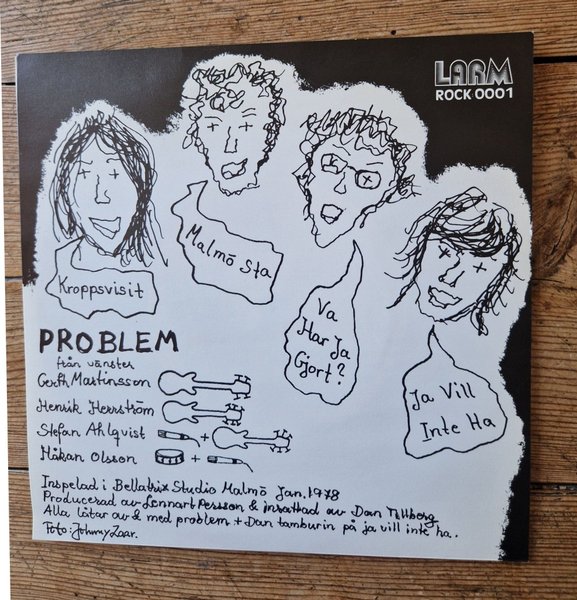 LARM
ROCK 0001
Kroppsvisit
Malmö Sta
Va
Har Ja
Gjort?
Ja Vill
Inte Ha
PROBLEM
från vänster
Gerth Martinsson
Henrik Herrström
Stefan Ahlqvist
+
Håkan Olsson
+
Inspelad i Bellatrix Studio Malmö Jan. 1978
Producerad av Lennart Persson & insattad av Dan Tillberg
Alla låtar av & med problem + Dan tamburin på ja vill inte ha.
Foto: Johnny Zaar.